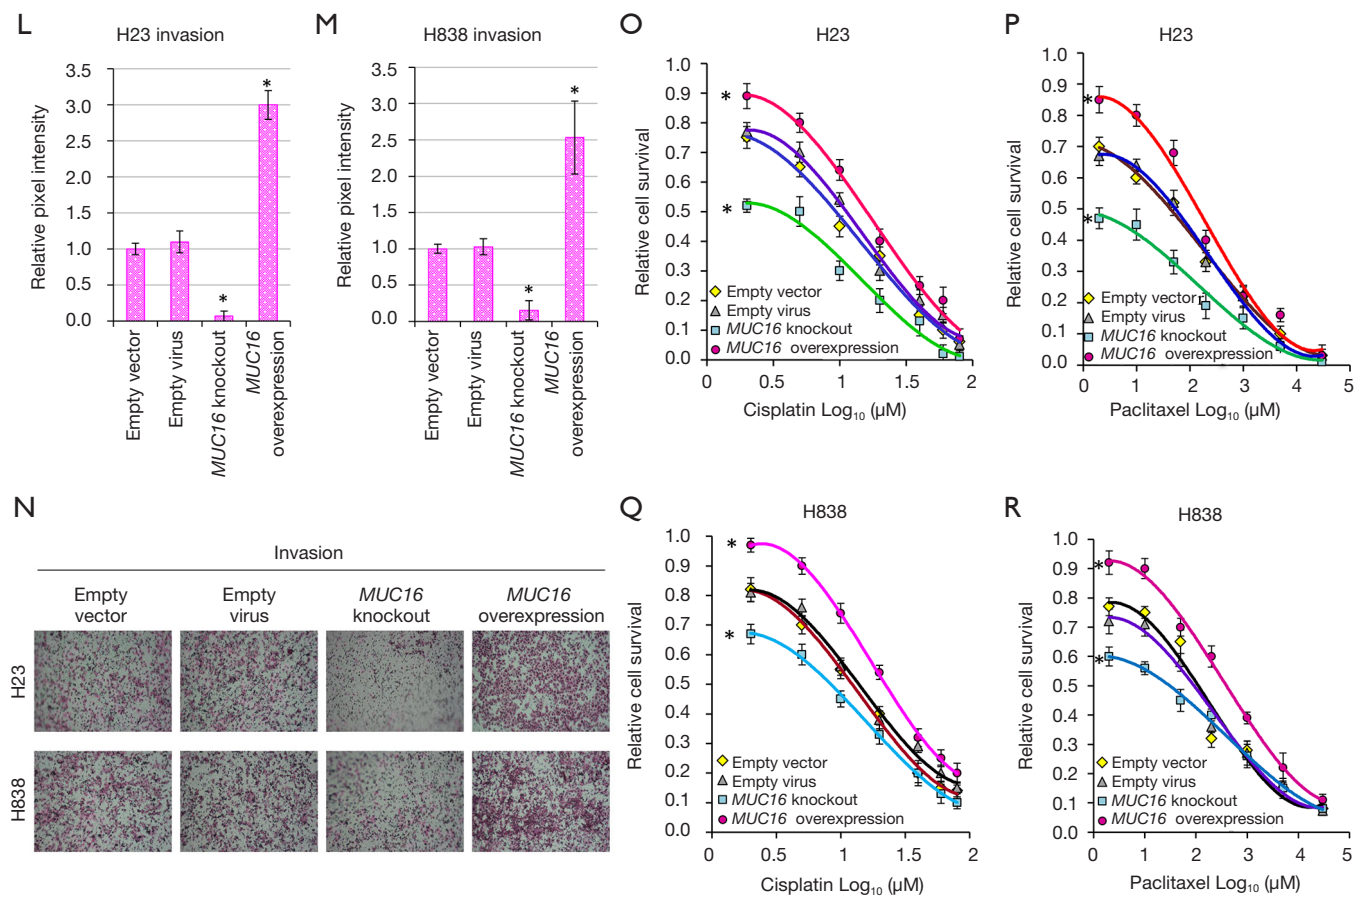 L
H23 invasion
Relative pixel intensity
3.5
3.0
2.5
2.0
1.5
1.0
0.5
0.0
*
*
Empty vector
Empty virus
MUC16 knockout
MUC16
overexpression
M
H838 invasion
Relative pixel intensity
3.5
3.0
2.5
2.0
1.5
1.0
0.5
0.0
*
*
Empty vector
Empty virus
MUC16 knockout
MUC16
overexpression
N
Invasion
Empty
vector
Empty
virus
MUC16
knockout
MUC16
overexpression
H23
H838
O
H23
Relative cell survival
1.0
0.9
0.8
0.7
0.6
0.5
0.4
0.3
0.2
0.1
0.0
*
*
Empty vector
Empty virus
MUC16 knockout
MUC16 overexpression
0 0.5 1 1.5 2
Cisplatin Log10 (µM)
P
H23
Relative cell survival
1.0
0.9
0.8
0.7
0.6
0.5
0.4
0.3
0.2
0.1
0.0
*
*
Empty vector
Empty virus
MUC16 knockout
MUC16 overexpression
0 1 2 3 4 5
Paclitaxel Log10 (µM)
Q
H838
Relative cell survival
1.0
0.9
0.8
0.7
0.6
0.5
0.4
0.3
0.2
0.1
0.0
*
*
Empty vector
Empty virus
MUC16 knockout
MUC16 overexpression
0 0.5 1 1.5 2
Cisplatin Log10 (µM)
R
H838
Relative cell survival
1.0
0.9
0.8
0.7
0.6
0.5
0.4
0.3
0.2
0.1
0.0
*
*
Empty vector
Empty virus
MUC16 knockout
MUC16 overexpression
0 1 2 3 4 5
Paclitaxel Log10 (µM)